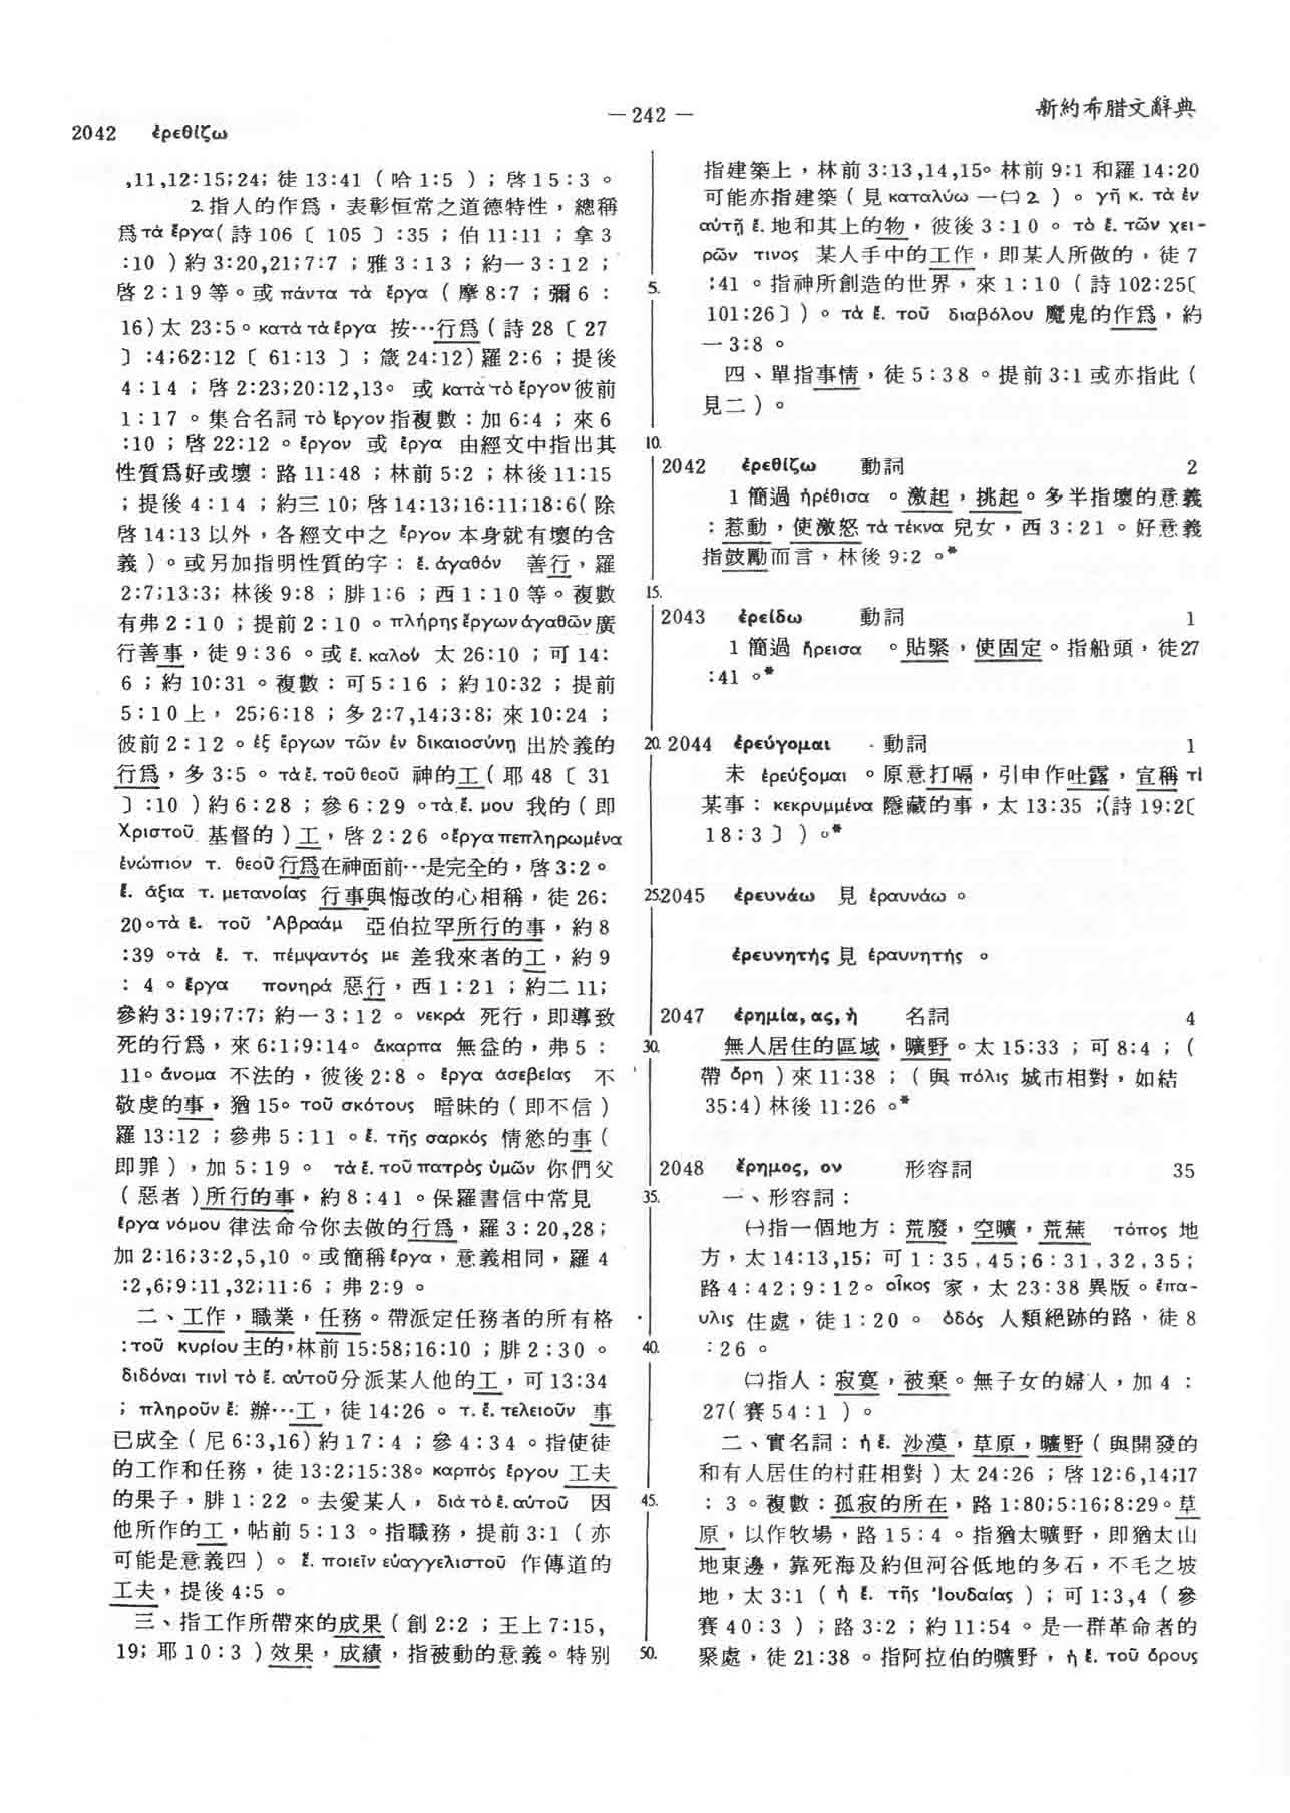 2042 ἐρεθίζω
— 242 —
新約希腊文辭典
,11,12:15;24; 徒 13:41 ( 哈 1:5 ) ; 啓 15 : 3 。
2. 指人的作爲，表彰恒常之道德特性，總稱
爲 τὰ ἔργα ( 詩 106 〔 105 〕 :35 ; 伯 11:11 ; 拿 3
:10 ) 約 3:20,21;7:7 ; 雅 3 : 13 ; 約一 3 : 12 ;
啓 2 : 19 等。或 πάντα τὰ ἔργα ( 摩 8:7 ; 彌 6 :
16) 太 23:5。κατὰ τὰ ἔργα 按…行爲 ( 詩 28 〔 27
〕 :4;62:12 〔 61:13 〕 ; 箴 24:12) 羅 2:6 ; 提後
4 : 14 ; 啓 2:23;20:12,13。 或 κατὰ τὸ ἔργον 彼前
1 : 17 。集合名詞 τὸ ἔργον 指複數 : 加 6:4 ; 來 6
:10 ; 啓 22:12 。ἔργον 或 ἔργα 由經文中指出其
性質爲好或壞 : 路 11:48 ; 林前 5:2 ; 林後 11:15
; 提後 4 : 14 ; 約三 10; 啓 14:13;16:11;18:6 ( 除
啓 14:13 以外，各經文中之 ἔργον 本身就有壞的含
義 ) 。或另加指明性質的字 : ἔ. ἀγαθόν 善行，羅
2:7;13:3; 林後 9:8 ; 腓 1:6 ; 西 1 : 10 等。複數
有弗 2 : 10 ; 提前 2 : 10 。πλήρης ἔργων ἀγαθῶν 廣
行善事，徒 9 : 36 。或 ἔ. καλού 太 26:10 ; 可 14:
6 ; 約 10:31 。複數 : 可 5 : 16 ; 約 10:32 ; 提前
5 : 10 上， 25;6:18 ; 多 2:7,14;3:8; 來 10:24 ;
彼前 2 : 12 。ἐξ ἔργων τῶν ἐν δικαιοσύνῃ 出於義的
行爲，多 3:5 。τὰ ἔ. τοῦ θεοῦ 神的工 ( 耶 48 〔 31
〕 :10 ) 約 6 : 28 ; 參 6 : 29 。τὰ ἔ. μου 我的 ( 即
Χριστοῦ 基督的 ) 工，啓 2 : 26 。ἔργα πεπληρωμένα
ἐνώπιον τ. θεοῦ 行爲在神面前…是完全的，啓 3:2。
ἔ. ἄξια τ. μετανοίας 行事與悔改的心相稱，徒 26:
20。τὰ ἔ. τοῦ Ἀβραάμ 亞伯拉罕所行的事，約 8
:39 。τὰ ἔ. τ. πέμψαντός με 差我來者的工，約 9
: 4 。ἔργα πονηρά 惡行，西 1 : 21 ; 約二 11;
參約 3:19;7:7; 約一 3 : 12 。νεκρά 死行，即導致
死的行爲，來 6:1;9:14。ἄκαρπα 無益的，弗 5 :
11。ἄνομα 不法的，彼後 2:8 。ἔργα ἀσεβείας 不
敬虔的事，猶 15。τοῦ σκότους 暗昧的 ( 即不信 )
羅 13:12 ; 參弗 5 : 11 。ἔ. τῆς σαρκός 情慾的事 (
即罪 ) ，加 5 : 19 。 τὰ ἔ. τοῦ πατρὸς ὑμῶν 你們父
( 惡者 ) 所行的事，約 8 : 41 。保羅書信中常見
ἔργα νόμου 律法命令你去做的行爲，羅 3 : 20,28 ;
加 2:16;3:2,5,10 。或簡稱 ἔργα，意義相同，羅 4
:2,6;9:11,32;11:6 ; 弗 2:9 。
二、工作，職業，任務。帶派定任務者的所有格
: τοῦ κυρίου 主的，林前 15:58;16:10 ; 腓 2 : 30 。
διδόναι τινὶ τὸ ἔ. αὐτοῦ 分派某人他的工，可 13:34
; πληροῦν ἔ. 辦…工，徒 14:26 。τ. ἔ. τελειοῦν 事
已成全 ( 尼 6:3,16) 約 17 : 4 ; 參 4 : 34 。指使徒
的工作和任務，徒 13:2;15:38。καρπὸς ἔργου 工夫
的果子，腓 1 : 22 。去愛某人，διὰ τὸ ἔ. αὐτοῦ 因
他所作的工，帖前 5 : 13 。指職務，提前 3:1 ( 亦
可能是意義四 ) 。 ἔ. ποιεῖν εὐαγγελιστοῦ 作傳道的
工夫，提後 4:5 。
三、指工作所帶來的成果 ( 創 2:2 ; 王上 7:15,
19; 耶 10 : 3 ) 效果，成績，指被動的意義。特别
5.
10.
15.
20.
25.
30.
35.
40.
45.
50.
指建築上，林前 3:13,14,15。林前 9:1 和羅 14:20
可能亦指建築 ( 見 καταλύω 一㈡ 2 ) 。γῆ κ. τὰ ἐν
αὐτῇ ἔ. 地和其上的物，彼後 3 : 10 。τὸ ἔ. τῶν χει-
ρῶν τινος 某人手中的工作，即某人所做的，徒 7
:41 。指神所創造的世界，來 1 : 10 ( 詩 102:25〔
101:26〕) 。τὰ ἔ. τοῦ διαβόλου 魔鬼的作爲，約
一 3:8 。
四、單指事情，徒 5 : 38 。提前 3:1 或亦指此 (
見二 ) 。
2042 ἐρεθίζω 動詞 2
1 簡過 ἠρέθισα 。激起，挑起。多半指壞的意義
: 惹動，使激怒 τὰ τέκνα 兒女，西 3 : 21 。好意義
指鼓勵而言，林後 9:2 。*
2043 ἐρείδω 動詞 1
1 簡過 ἤρεισα 。貼緊，使固定。指船頭，徒27
:41 。*
2044 ἐρεύγομαι 動詞 1
未 ἐρεύξομαι 。原意打嗝，引申作吐露，宣稱 τὶ
某事 : κεκρυμμένα 隱藏的事，太 13:35 ;(詩 19:2〔
18 : 3 〕 ) 。*
2045 ἐρευνάω 見 ἐραυνάω 。
ἐρευνητής 見 ἐραυνητής 。
2047 ἐρημία, ας, ἡ 名詞 4
無人居住的區域，曠野。太 15:33 ; 可 8:4 ; (
帶 ὄρη ) 來 11:38 ; ( 與 πόλις 城市相對，如結
35:4) 林後 11:26 。*
2048 ἔρημος, ον 形容詞 35
一、形容詞 :
㈠指一個地方 : 荒廢，空曠，荒蕪 τόπος 地
方，太 14:13,15; 可 1 : 35 , 45 ; 6 : 31 , 32 , 35 ;
路 4 : 42 ; 9 : 12。οἶκος 家，太 23:38 異版。ἔπα-
υλις 住處，徒 1 : 20 。 ὁδός 人類絕跡的路，徒 8
: 26 。
㈡指人 : 寂寞，被棄。無子女的婦人，加 4 :
27( 賽 54 : 1 ) 。
二、實名詞 : ἡ ἔ. 沙漠，草原，曠野 ( 與開發的
和有人居住的村莊相對 ) 太 24:26 ; 啓 12:6,14;17
: 3 。複數 : 孤寂的所在，路 1:80;5:16;8:29。草
原，以作牧場，路 15 : 4 。指猶太曠野，即猶太山
地東邊，靠死海及約但河谷低地的多石，不毛之坡
地，太 3:1 ( ἡ ἔ. τῆς Ἰουδαίας ) ; 可 1:3,4 ( 參
賽 40 : 3 ) ; 路 3:2 ; 約 11:54 。是一群革命者的
聚處，徒 21:38 。指阿拉伯的曠野，ἡ ἔ. τοῦ ὄρους